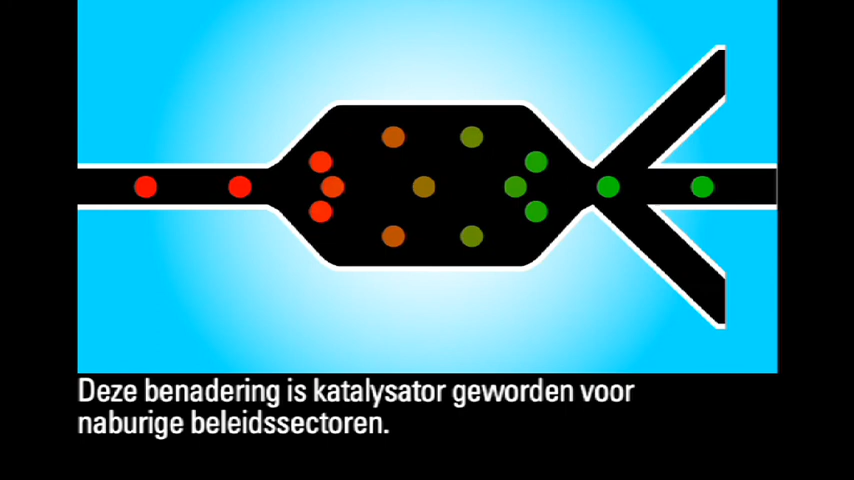 Deze benadering is katalysator geworden voor
naburige beleidssectoren.